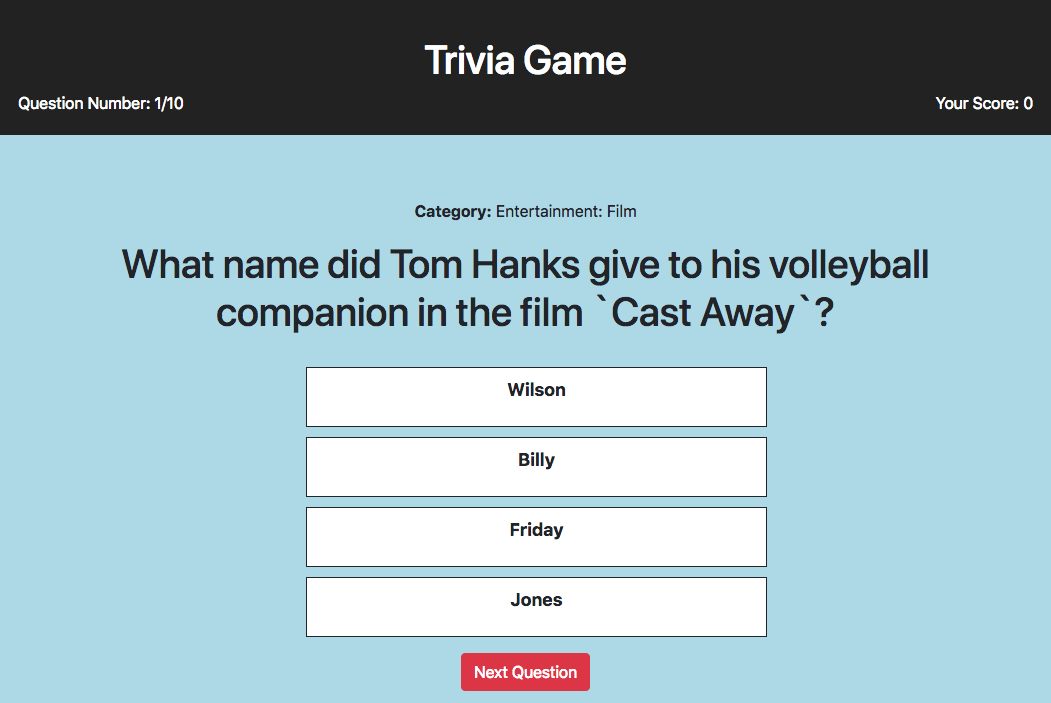 Trivia Game
Question Number: 1/10
Your Score: 0
Category: Entertainment: Film
What name did Tom Hanks give to his volleyball
companion in the film `Cast Away`?
Wilson
Billy
Friday
Jones
Next Question